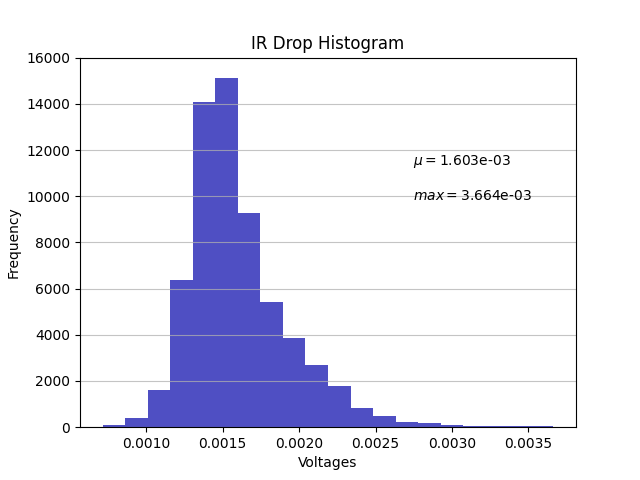 IR Drop Histogram
16000
14000
12000
10000
8000
6000
4000
2000
0
Frequency
μ = 1.603e-03
max = 3.664e-03
0.0010 0.0015 0.0020 0.0025 0.0030 0.0035
Voltages